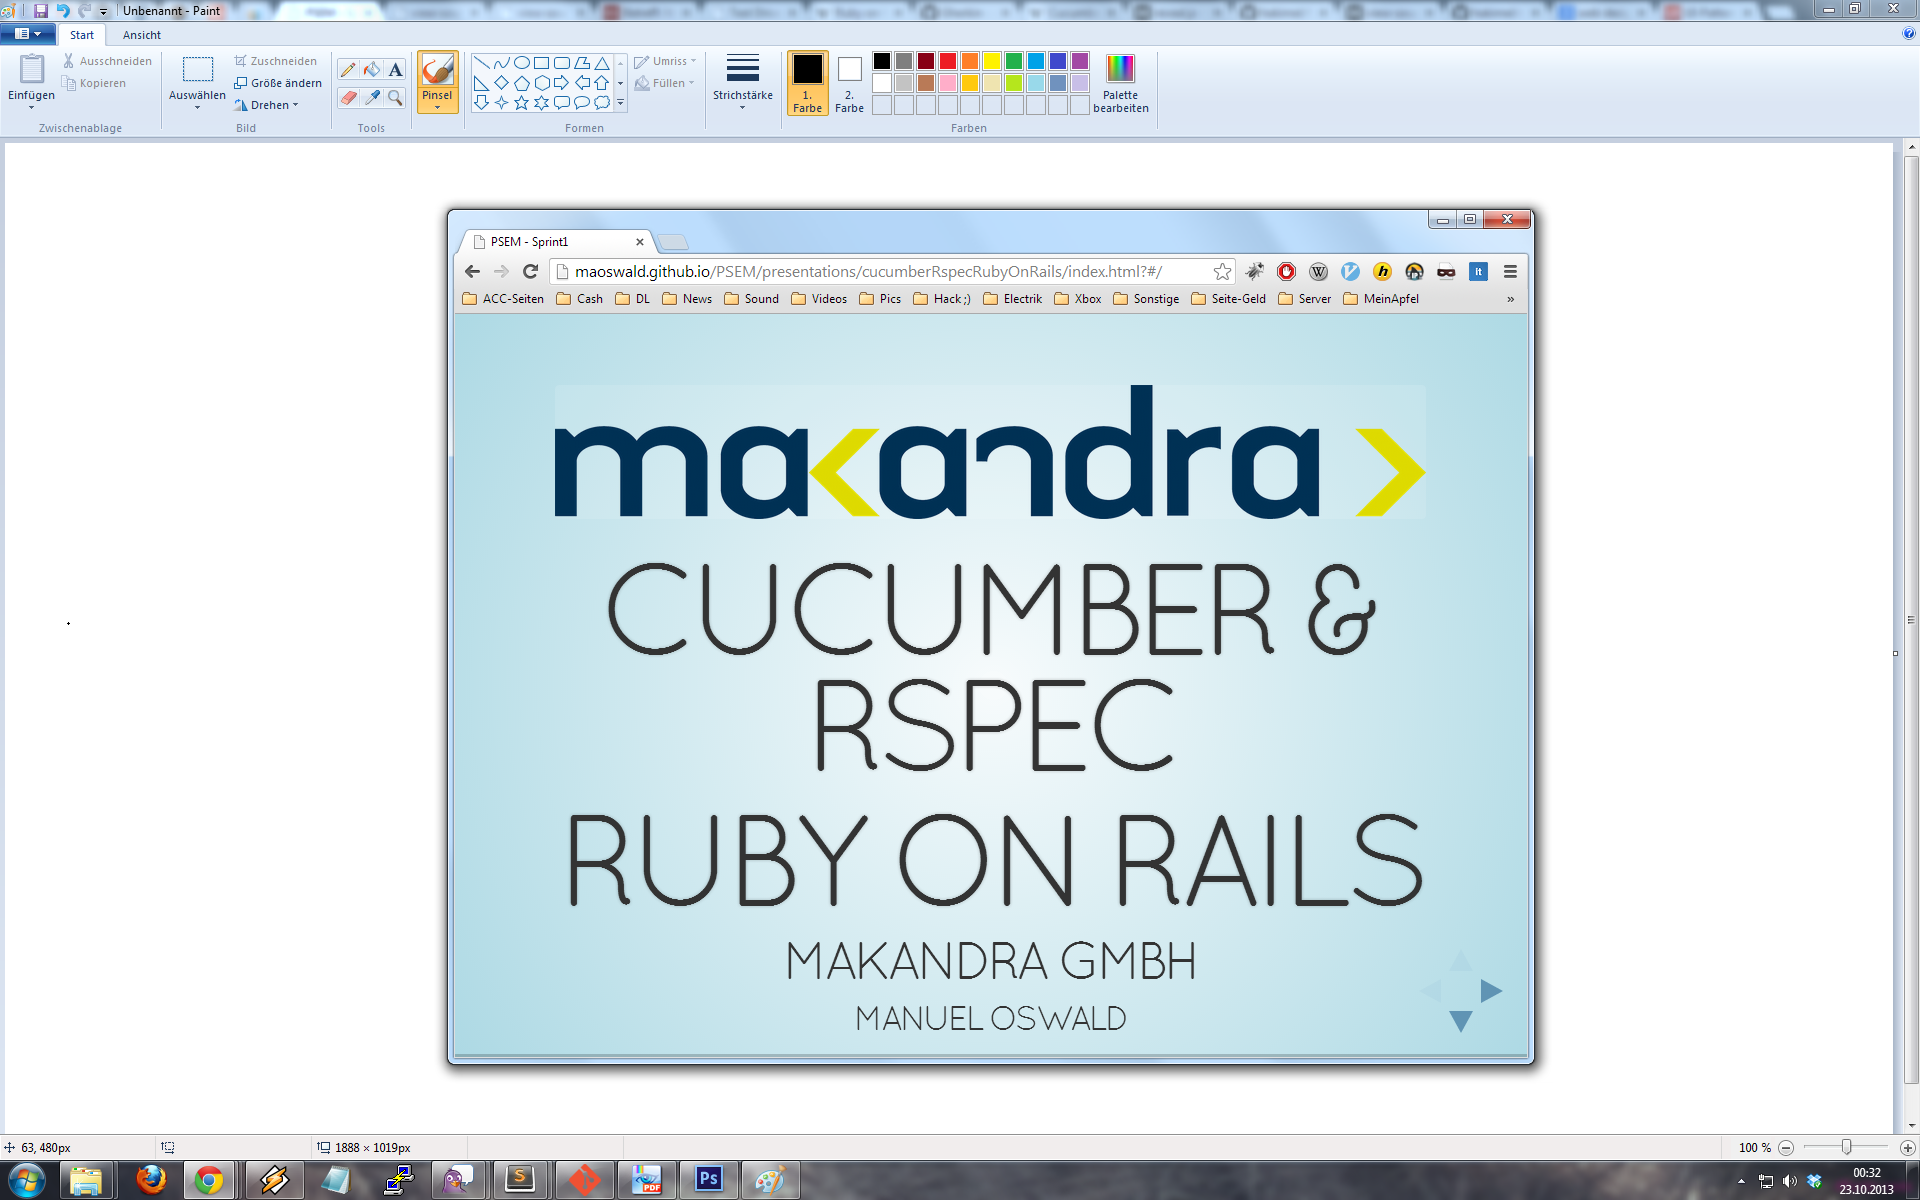 Unbenannt - Paint
Start
Ansicht
Einfügen
Ausschneiden
Kopieren
Zwischenablage
Auswählen
Zuschneiden
Größe ändern
Drehen
Bild
A
Tools
Pinsel
Umriss
Füllen
Formen
Strichstärke
1.
Farbe
2.
Farbe
Palette
bearbeiten
Farben
PSEM - Sprint1
maoswald.github.io/PSEM/presentations/cucumberRspecRubyOnRails/index.html?#/
ACC-Seiten
Cash
DL
News
Sound
Videos
Pics
Hack ;)
Electrik
Xbox
Sonstige
Seite-Geld
Server
MeinApfel
»
makandra
CUCUMBER &
RSPEC
RUBY ON RAILS
MAKANDRA GMBH
MANUEL OSWALD
63, 480px
1888 × 1019px
100 %
S
PDF
Ps
00:32
23.10.2013